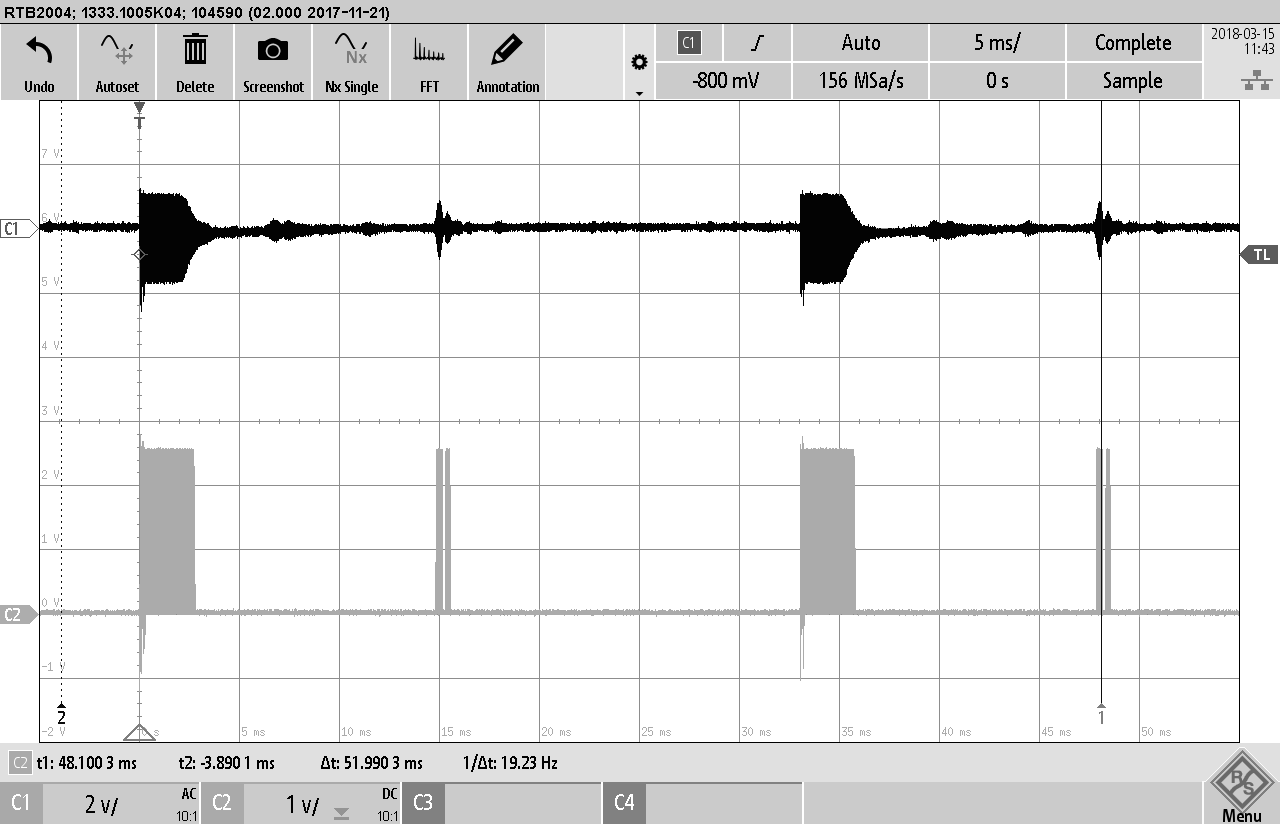 RTB2004; 1333.1005K04; 104590 (02.000 2017-11-21)
Undo Autoset Delete Screenshot Nx Nx Single FFT Annotation
C1 Auto 5 ms/ Complete
-800 mV 156 MSa/s 0 s Sample
2018-03-15
11:43
T
7 V
6 V
C1
TL
5 V
4 V
3 V
2 V
1 V
0 V
C2
-1 V
2 1
-2 V 0 s 5 ms 10 ms 15 ms 20 ms 25 ms 30 ms 35 ms 40 ms 45 ms 50 ms
C2 t1: 48.100 3 ms t2: -3.890 1 ms Δt: 51.990 3 ms 1/Δt: 19.23 Hz
C1 2 V/ AC 10:1 C2 1 V/ DC 10:1 C3 C4
R S
Menu